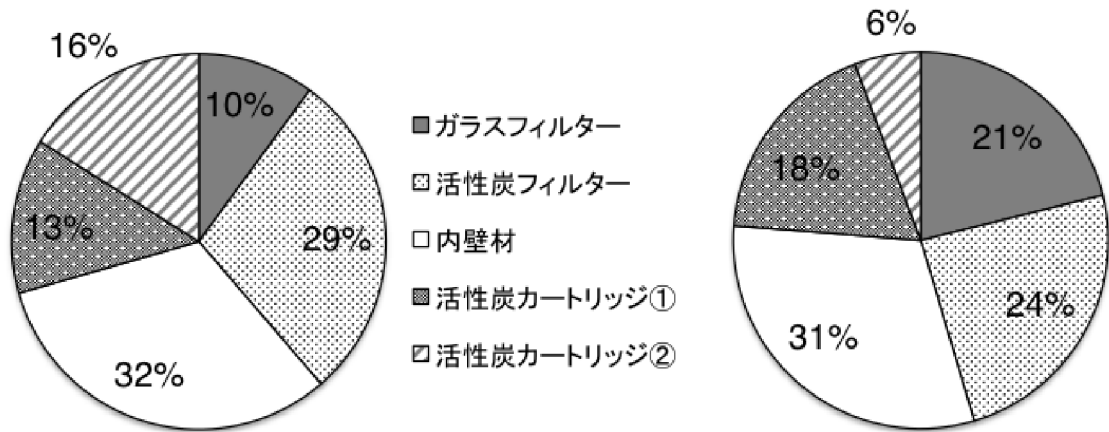 16%
10%
29%
32%
13%
ガラスフィルター
活性炭フィルター
内壁材
活性炭カートリッジ①
活性炭カートリッジ②
6%
21%
24%
31%
18%